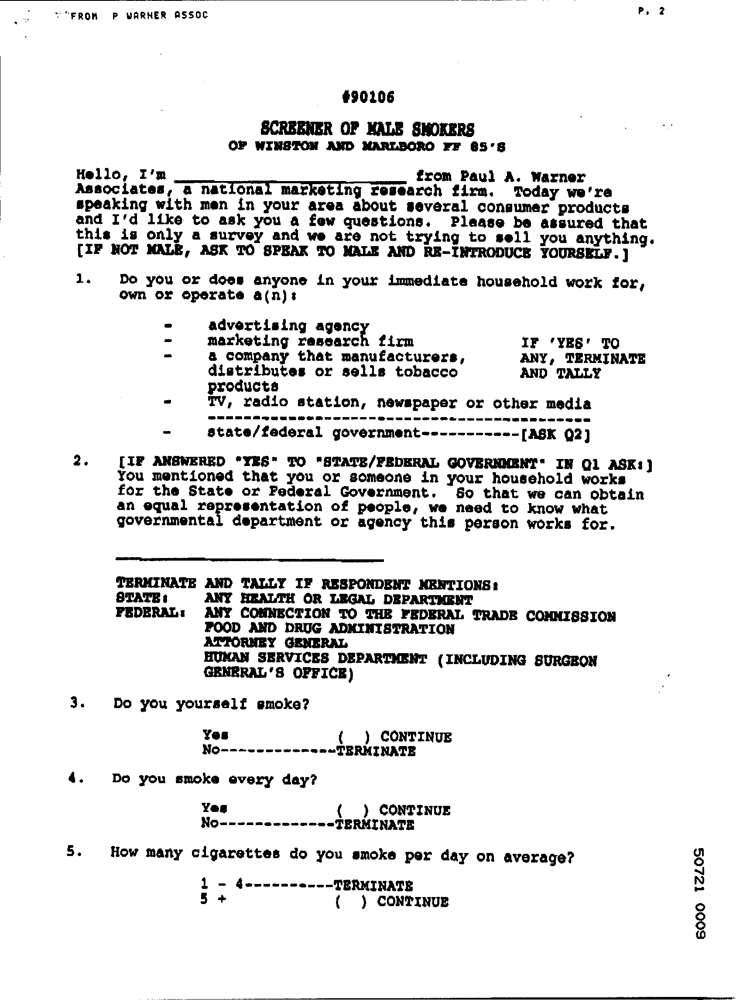 FROM P WARNER ASSOC
P. 2
#90106
SCREENER OF MALE SMOKERS
OF WINSTON AND MARLBORO FF 85'S
Hello, I'm ______________________ from Paul A. Warner
Associates, a national marketing research firm. Today we're
speaking with men in your area about several consumer products
and I'd like to ask you a few questions. Please be assured that
this is only a survey and we are not trying to sell you anything.
[IF NOT MALE, ASK TO SPEAK TO MALE AND RE-INTRODUCE YOURSELF.]
1. Do you or does anyone in your immediate household work for,
own or operate a(n):
- advertising agency
- marketing research firm IF 'YES' TO
- a company that manufacturers, ANY, TERMINATE
distributes or sells tobacco AND TALLY
products
- TV, radio station, newspaper or other media
------------------------------------------
- state/federal government-----------[ASK Q2]
2. [IF ANSWERED "YES" TO "STATE/FEDERAL GOVERNMENT" IN Q1 ASK:]
You mentioned that you or someone in your household works
for the State or Federal Government. So that we can obtain
an equal representation of people, we need to know what
governmental department or agency this person works for.
______________________________
TERMINATE AND TALLY IF RESPONDENT MENTIONS:
STATE: ANY HEALTH OR LEGAL DEPARTMENT
FEDERAL: ANY CONNECTION TO THE FEDERAL TRADE COMMISSION
FOOD AND DRUG ADMINISTRATION
ATTORNEY GENERAL
HUMAN SERVICES DEPARTMENT (INCLUDING SURGEON
GENERAL'S OFFICE)
3. Do you yourself smoke?
Yes ( ) CONTINUE
No-------------TERMINATE
4. Do you smoke every day?
Yes ( ) CONTINUE
No-------------TERMINATE
5. How many cigarettes do you smoke per day on average?
1 - 4----------TERMINATE
5 + ( ) CONTINUE
50721 0009